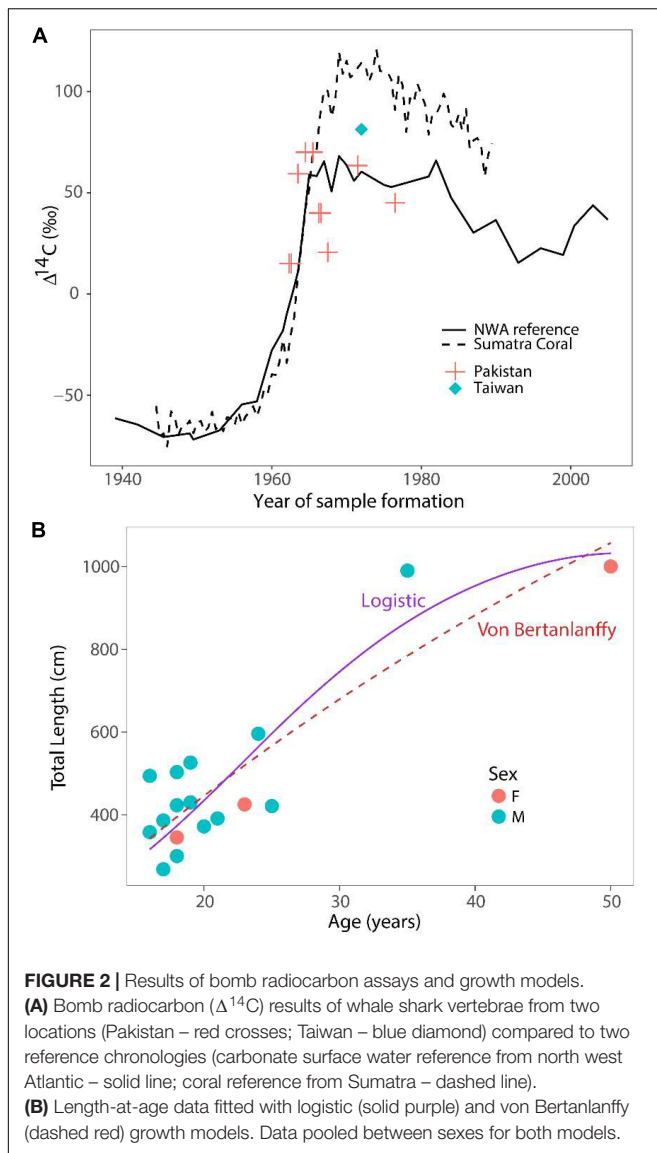 A
100
50
0
−50
Δ14C (‰)
NWA reference
Sumatra Coral
Pakistan
Taiwan
1940
1960
1980
2000
Year of sample formation
B
1000
800
600
400
Total Length (cm)
Logistic
Von Bertanlanffy
Sex
F
M
20
30
40
50
Age (years)
FIGURE 2 | Results of bomb radiocarbon assays and growth models.
(A) Bomb radiocarbon (Δ14C) results of whale shark vertebrae from two
locations (Pakistan – red crosses; Taiwan – blue diamond) compared to two
reference chronologies (carbonate surface water reference from north west
Atlantic – solid line; coral reference from Sumatra – dashed line).
(B) Length-at-age data fitted with logistic (solid purple) and von Bertanlanffy
(dashed red) growth models. Data pooled between sexes for both models.